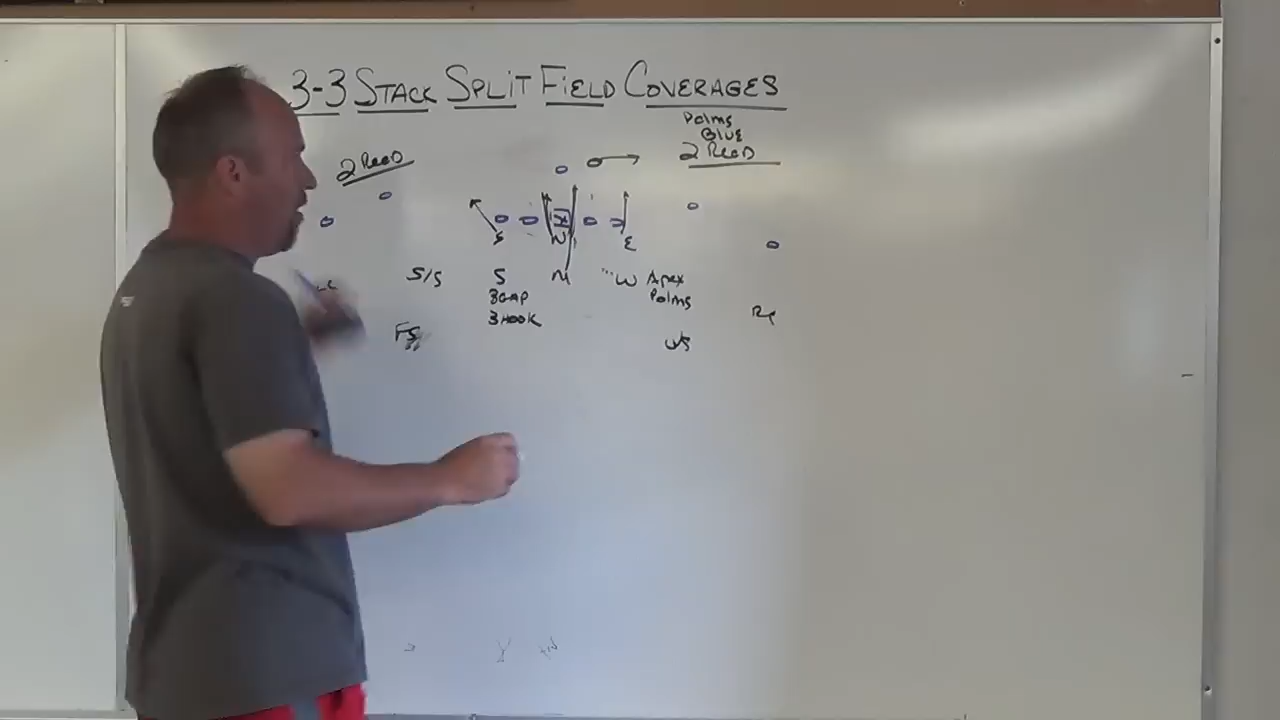 3-3 STACK SPLIT FIELD COVERAGES
Palms
Blue
2 READ
2 READ
N
E
S/S
S
M
W
Apex
Palms
3 GAP
3 HOOK
FS
WS